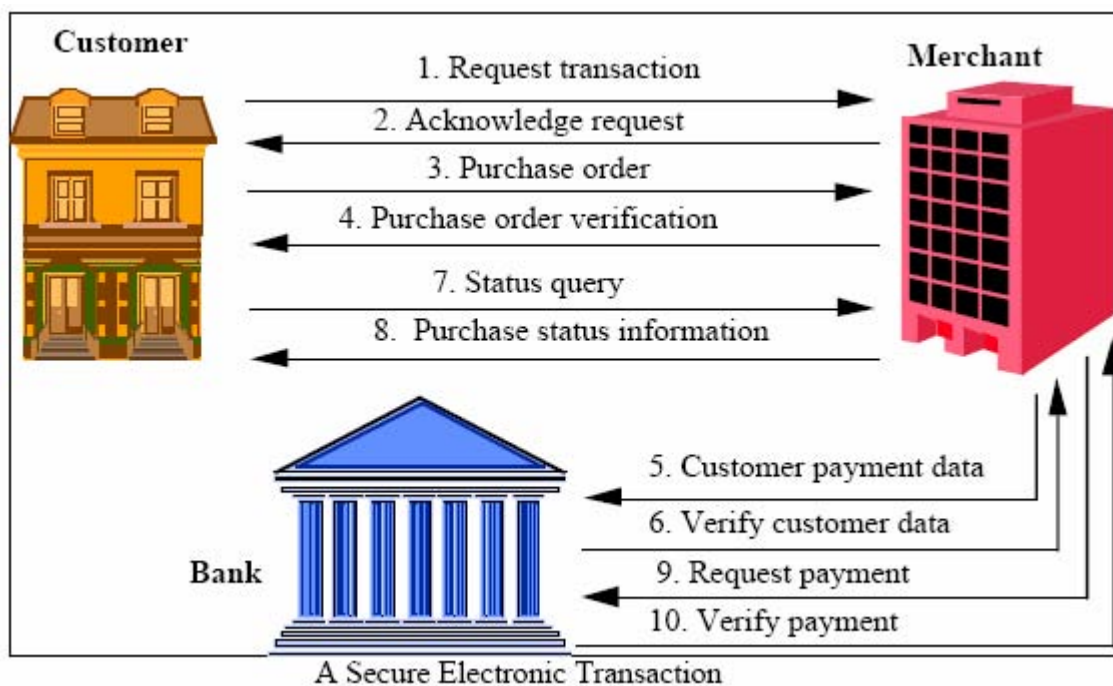 Customer
Merchant
1. Request transaction
2. Acknowledge request
3. Purchase order
4. Purchase order verification
7. Status query
8. Purchase status information
5. Customer payment data
6. Verify customer data
Bank
9. Request payment
10. Verify payment
A Secure Electronic Transaction